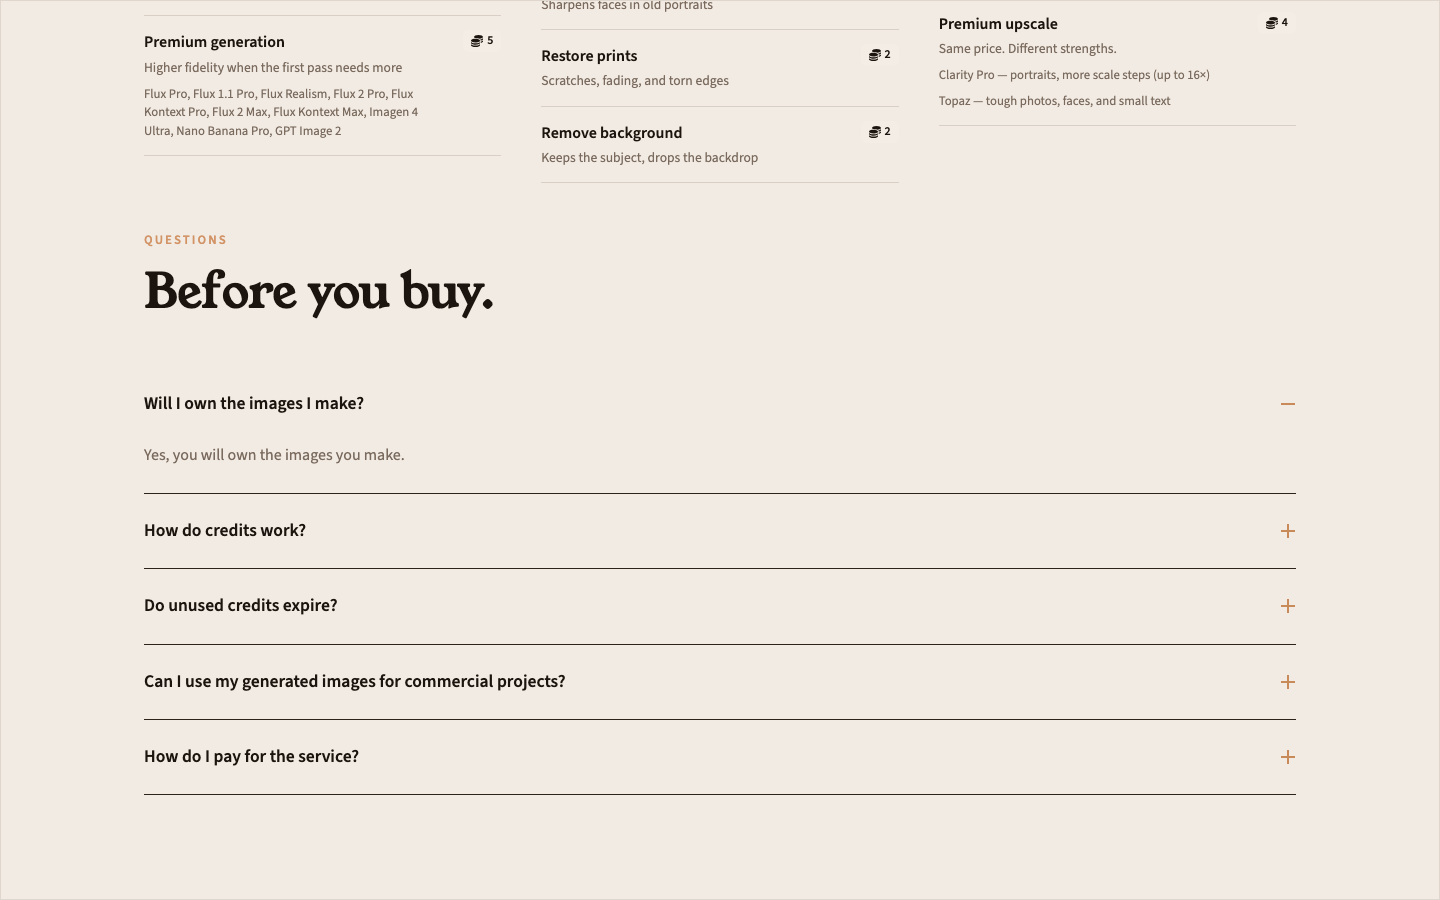 Premium generation
5
Higher fidelity when the first pass needs more
Flux Pro, Flux 1.1 Pro, Flux Realism, Flux 2 Pro, Flux
Kontext Pro, Flux 2 Max, Flux Kontext Max, Imagen 4
Ultra, Nano Banana Pro, GPT Image 2
Sharpens faces in old portraits
Restore prints
2
Scratches, fading, and torn edges
Remove background
2
Keeps the subject, drops the backdrop
Premium upscale
4
Same price. Different strengths.
Clarity Pro — portraits, more scale steps (up to 16×)
Topaz — tough photos, faces, and small text
QUESTIONS
Before you buy.
Will I own the images I make?
Yes, you will own the images you make.
How do credits work?
Do unused credits expire?
Can I use my generated images for commercial projects?
How do I pay for the service?